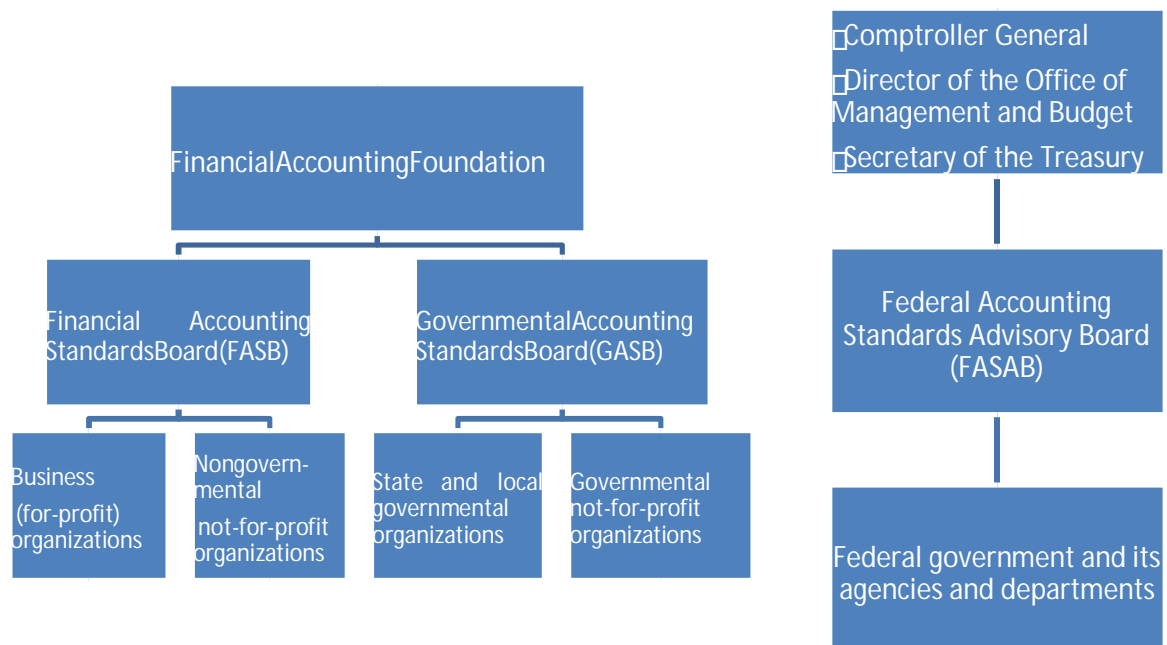 FinancialAccountingFoundation
Financial Accounting
StandardsBoard(FASB)
GovernmentalAccounting
StandardsBoard(GASB)
Business
(for-profit)
organizations
Nongovern-
mental
not-for-profit
organizations
State and local
governmental
organizations
Governmental
not-for-profit
organizations
Comptroller General
Director of the Office of
Management and Budget
Secretary of the Treasury
Federal Accounting
Standards Advisory Board
(FASAB)
Federal government and its
agencies and departments